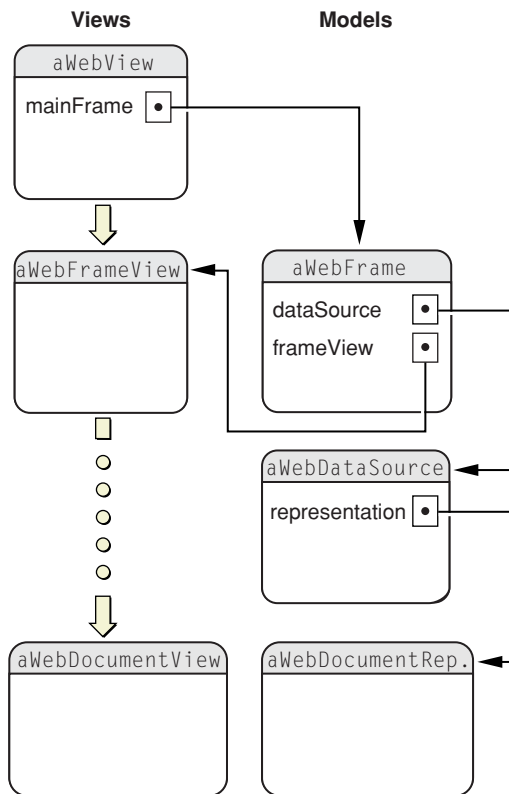 Views
Models
aWebView
mainFrame
aWebFrameView
aWebFrame
dataSource
frameView
aWebDataSource
representation
aWebDocumentView
aWebDocumentRep.